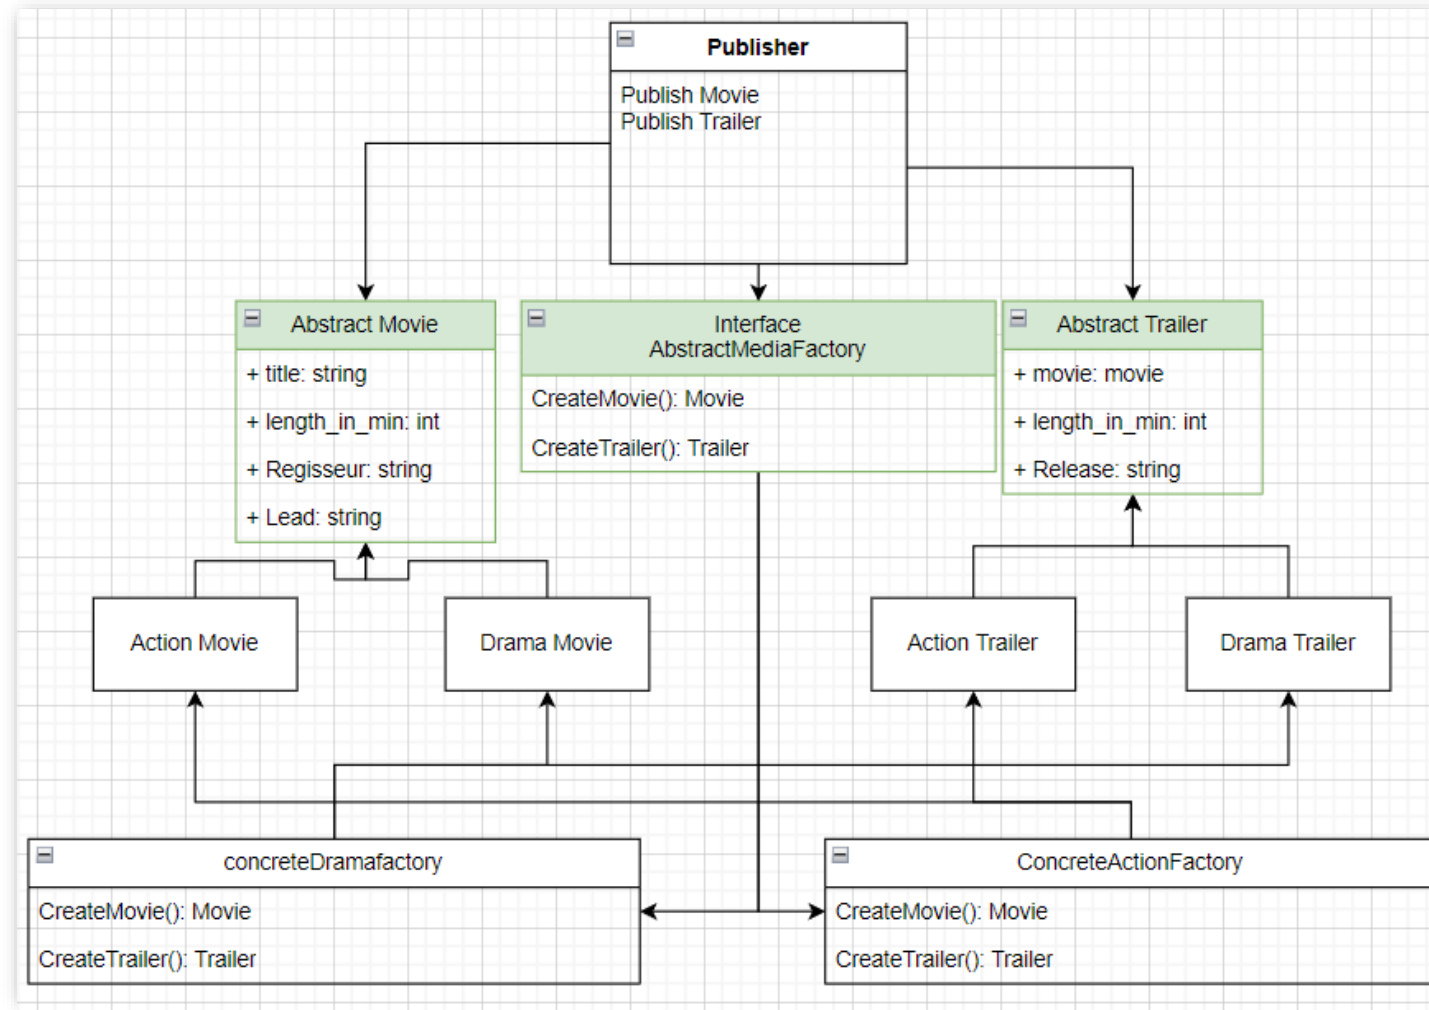 Publisher
Publish Movie
Publish Trailer
Abstract Movie
+ title: string
+ length_in_min: int
+ Regisseur: string
+ Lead: string
Interface
AbstractMediaFactory
CreateMovie(): Movie
CreateTrailer(): Trailer
Abstract Trailer
+ movie: movie
+ length_in_min: int
+ Release: string
Action Movie
Drama Movie
Action Trailer
Drama Trailer
concreteDramafactory
CreateMovie(): Movie
CreateTrailer(): Trailer
ConcreteActionFactory
CreateMovie(): Movie
CreateTrailer(): Trailer